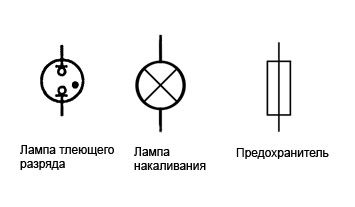 Лампа тлеющего
разряда
Лампа
накаливания
Предохранитель